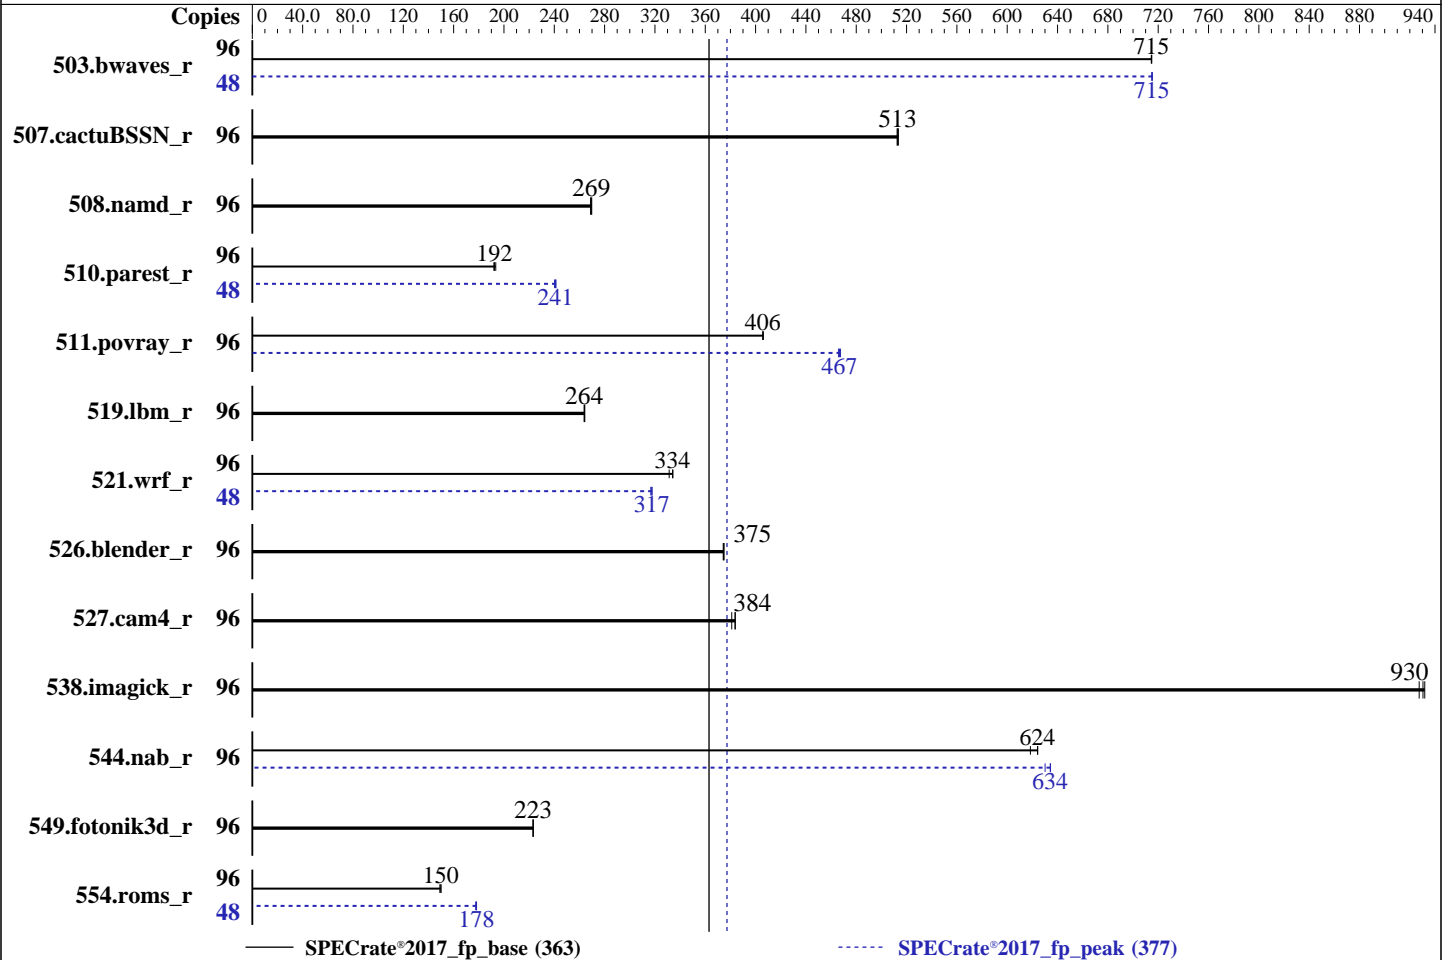 Copies 0 40.0 80.0 120 160 200 240 280 320 360 400 440 480 520 560 600 640 680 720 760 800 840 880 940
503.bwaves_r 96 715
48 715
507.cactuBSSN_r 96 513
508.namd_r 96 269
510.parest_r 96 192
48 241
511.povray_r 96 406
467
519.lbm_r 96 264
521.wrf_r 96 334
48 317
526.blender_r 96 375
527.cam4_r 96 384
538.imagick_r 96 930
544.nab_r 96 624
634
549.fotonik3d_r 96 223
554.roms_r 96 150
48 178
SPECrate®2017_fp_base (363) SPECrate®2017_fp_peak (377)